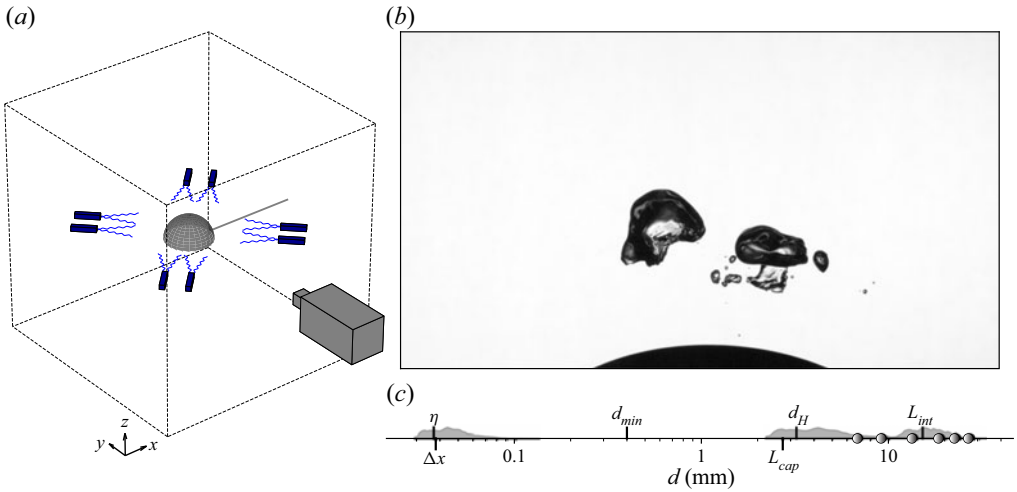 (a)
(b)
z
y
x
(c)
η
d_min
d_H
L_int
Δx
0.1
1
L_cap
10
d (mm)